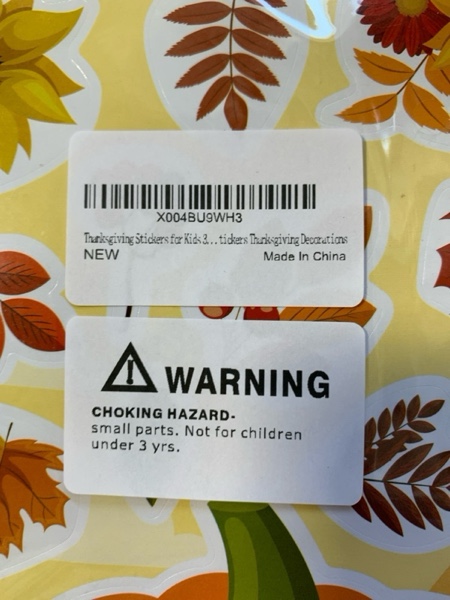 X004BU9WH3
Thanksgiving Stickers for Kids 3...tickers Thanksgiving Decorations
NEW Made In China
WARNING
CHOKING HAZARD-
small parts. Not for children
under 3 yrs.